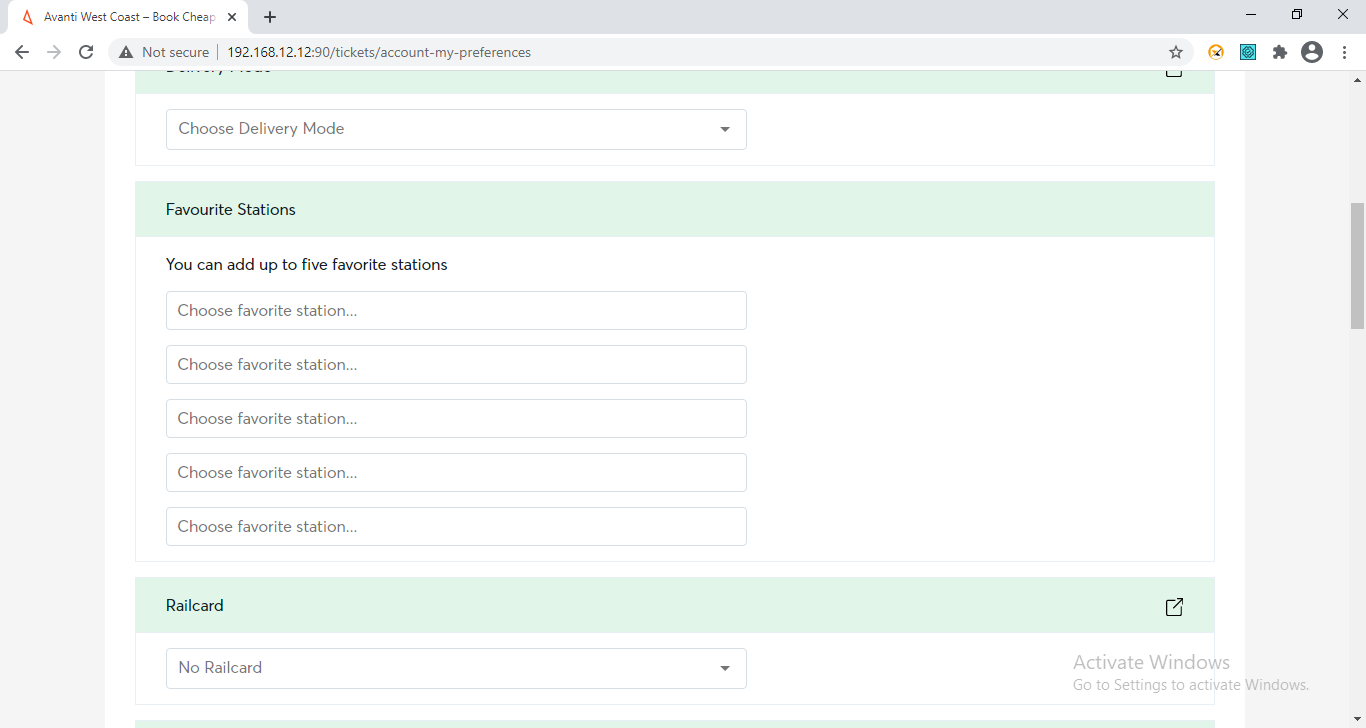 Avanti West Coast – Book Cheap
Not secure
192.168.12.12:90/tickets/account-my-preferences
Delivery Mode
Choose Delivery Mode
Favourite Stations
You can add up to five favorite stations
Choose favorite station...
Choose favorite station...
Choose favorite station...
Choose favorite station...
Choose favorite station...
Railcard
No Railcard
Activate Windows
Go to Settings to activate Windows.